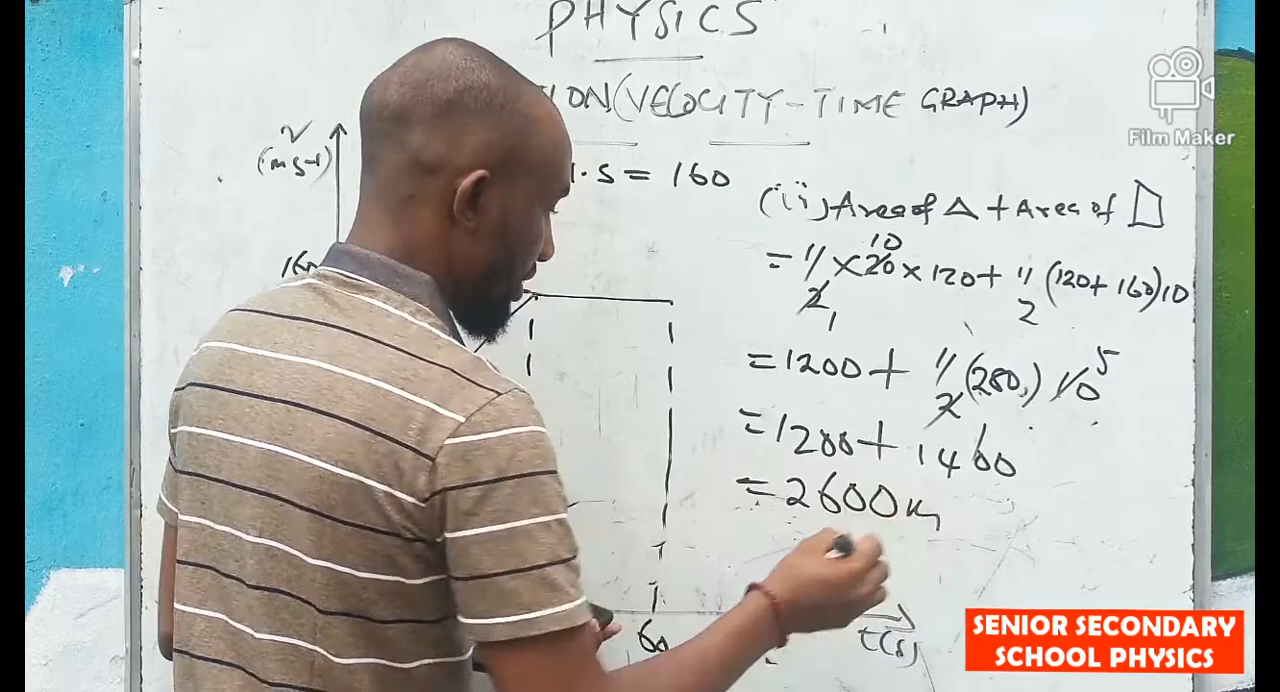 PHYSICS
ION (VELOCITY-TIME GRAPH)
V
(ms-1)
.S = 160
160
(ii) Area of △ + Area of
= 1/2 × 20 10 × 120 + 1/2 (120 + 160) 10
= 1200 + 1/2 (280) 10 5
= 1200 + 1400
= 2600m
60
t(s)
Film Maker
SENIOR SECONDARY
SCHOOL PHYSICS